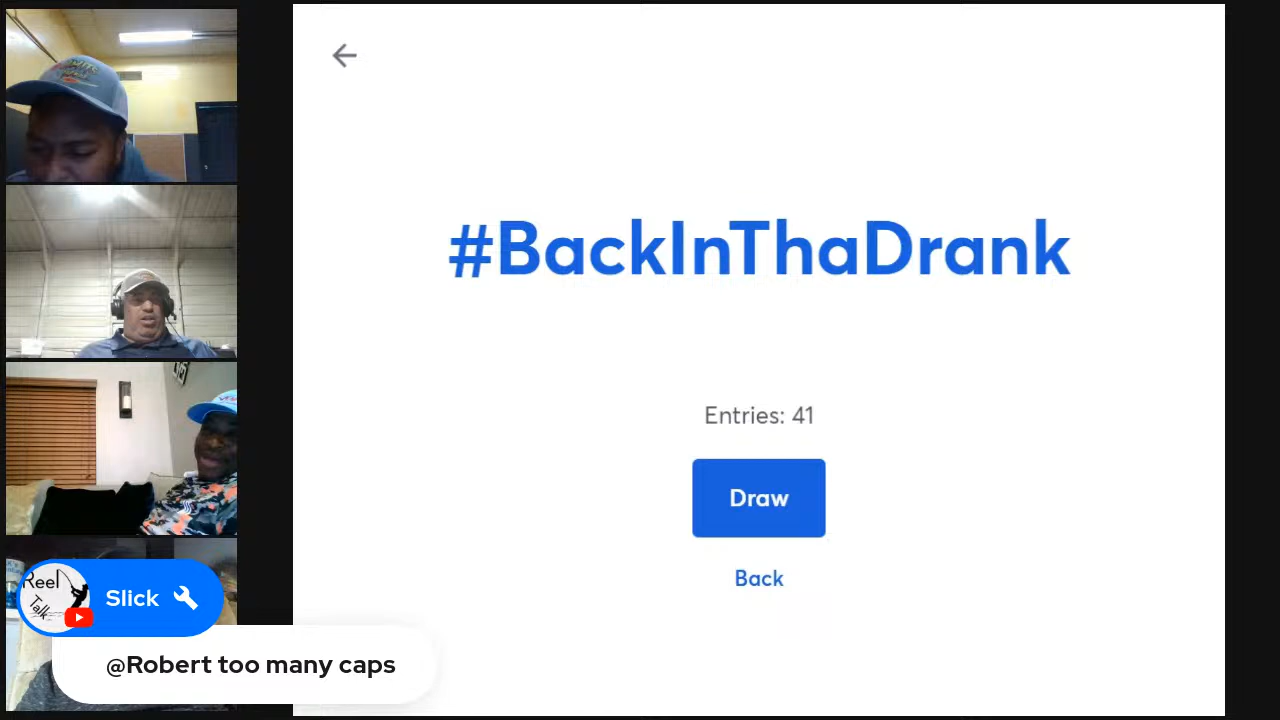 #BackInThaDrank
Entries: 41
Draw
Back
Reel
Talk
Slick
@Robert too many caps